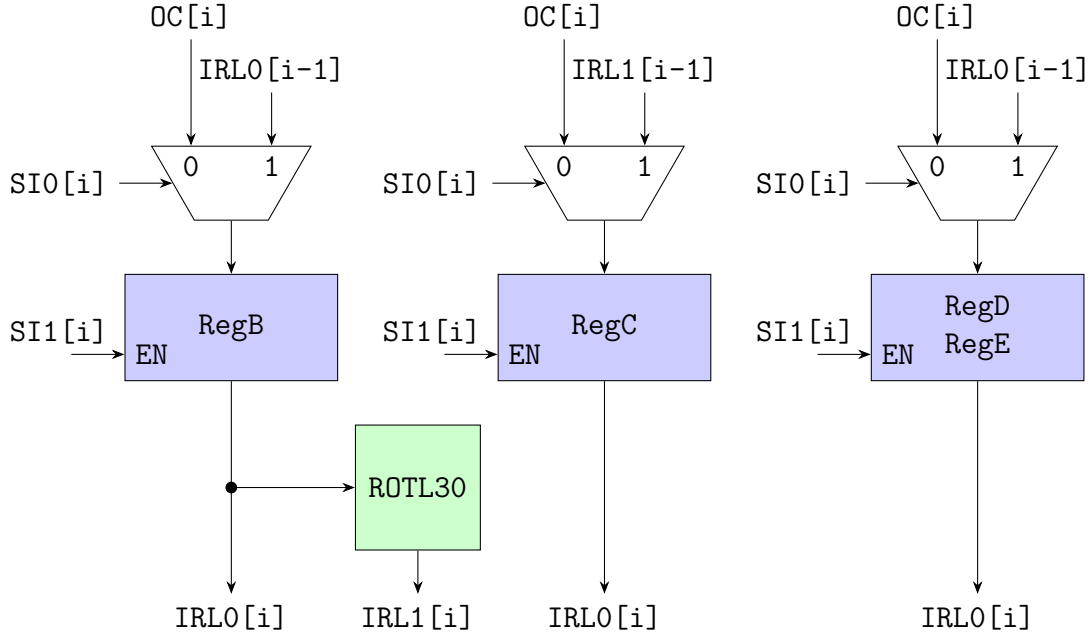 OC[i]
IRL0[i-1]
0 1
SI0[i]
RegB
SI1[i]
EN
ROTL30
IRL0[i]
IRL1[i]
OC[i]
IRL1[i-1]
0 1
SI0[i]
RegC
SI1[i]
EN
IRL0[i]
OC[i]
IRL0[i-1]
0 1
SI0[i]
RegD
RegE
SI1[i]
EN
IRL0[i]